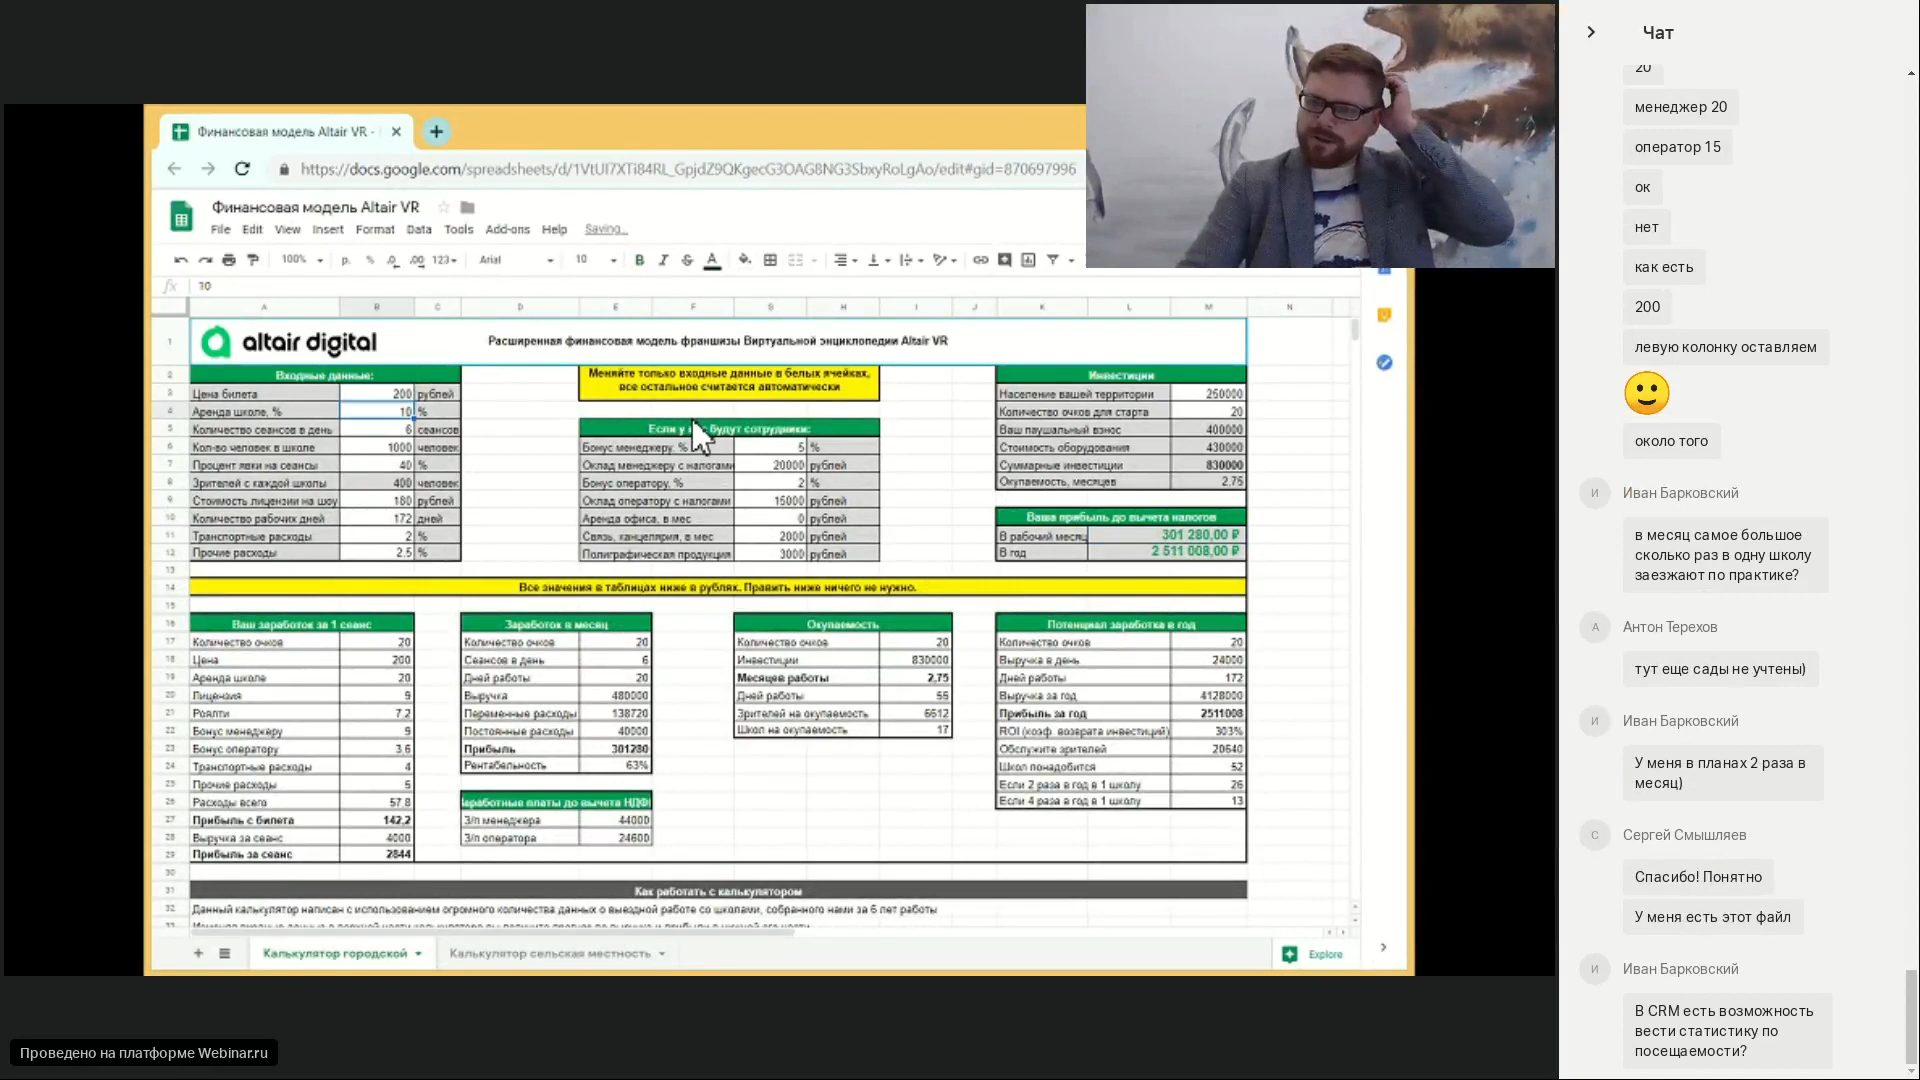 Финансовая модель Altair VR -
https://docs.google.com/spreadsheets/d/1VtUI7XTi84RL_GpjdZ9QKgecG3OAG8NG3SbxyRoLgAo/edit#gid=870697996
Финансовая модель Altair VR
File Edit View Insert Format Data Tools Add-ons Help Saving...
100% р. % .0 .00 123 Arial 10 B I S A
fx 10
A B C D E F G H I J K L M N
1 altair digital Расширенная финансовая модель франшизы Виртуальной энциклопедии Altair VR
Входные данные:
Цена билета 200 рублей
Аренда школе, % 10 %
Количество сеансов в день 6 сеансов
Кол-во человек в школе 1000 человек
Процент явки на сеансы 40 %
Зрителей с каждой школы 400 человек
Стоимость лицензии на шоу 180 рублей
Количество рабочих дней 172 дней
Транспортные расходы 2 %
Прочие расходы 2.5 %
Меняйте только входные данные в белых ячейках,
все остальное считается автоматически
Если у будут сотрудники:
Бонус менеджеру, % 5 %
Оклад менеджеру с налогами 20000 рублей
Бонус оператору, % 2 %
Оклад оператору с налогами 15000 рублей
Аренда офиса, в мес 0 рублей
Связь, канцелярия, в мес 2000 рублей
Полиграфическая продукция 3000 рублей
Инвестиции
Население вашей территории 250000
Количество очков для старта 20
Ваш паушальный взнос 400000
Стоимость оборудования 430000
Суммарные инвестиции 830000
Окупаемость, месяцев 2,75
Ваша прибыль до вычета налогов
В рабочий месяц 301 280,00 ₽
В год 2 511 008,00 ₽
Все значения в таблицах ниже в рублях. Править ниже ничего не нужно.
Ваш заработок за 1 сеанс
Количество очков 20
Цена 200
Аренда школе 20
Лицензия 9
Роялти 7,2
Бонус менеджеру 9
Бонус оператору 3,6
Транспортные расходы 4
Прочие расходы 5
Расходы всего 57,8
Прибыль с билета 142,2
Выручка за сеанс 4000
Прибыль за сеанс 2844
Заработок в месяц
Количество очков 20
Сеансов в день 6
Дней работы 20
Выручка 480000
Переменные расходы 138720
Постоянные расходы 40000
Прибыль 301280
Рентабельность 63%
Заработные платы до вычета НДФЛ
З/п менеджера 44000
З/п оператора 24600
Окупаемость
Количество очков 20
Инвестиции 830000
Месяцев работы 2,75
Дней работы 55
Зрителей на окупаемость 6612
Школ на окупаемость 17
Потенциал заработка в год
Количество очков 20
Выручка в день 24000
Дней работы 172
Выручка за год 4128000
Прибыль за год 2511008
ROI (коэф. возврата инвестиций) 303%
Обслужите зрителей 20640
Школ понадобится 52
Если 2 раза в год в 1 школу 26
Если 4 раза в год в 1 школу 13
Как работать с калькулятором
Данный калькулятор написан с использованием огромного количества данных о выездной работе со школами, собранного нами за 6 лет работы
Калькулятор городской Калькулятор сельская местность Explore
Проведено на платформе Webinar.ru
Чат
20
менеджер 20
оператор 15
ок
нет
как есть
200
левую колонку оставляем
около того
И Иван Барковский
в месяц самое большое
сколько раз в одну школу
заезжают по практике?
А Антон Терехов
тут еще сады не учтены)
И Иван Барковский
У меня в планах 2 раза в
месяц)
С Сергей Смышляев
Спасибо! Понятно
У меня есть этот файл
И Иван Барковский
В CRM есть возможность
вести статистику по
посещаемости?